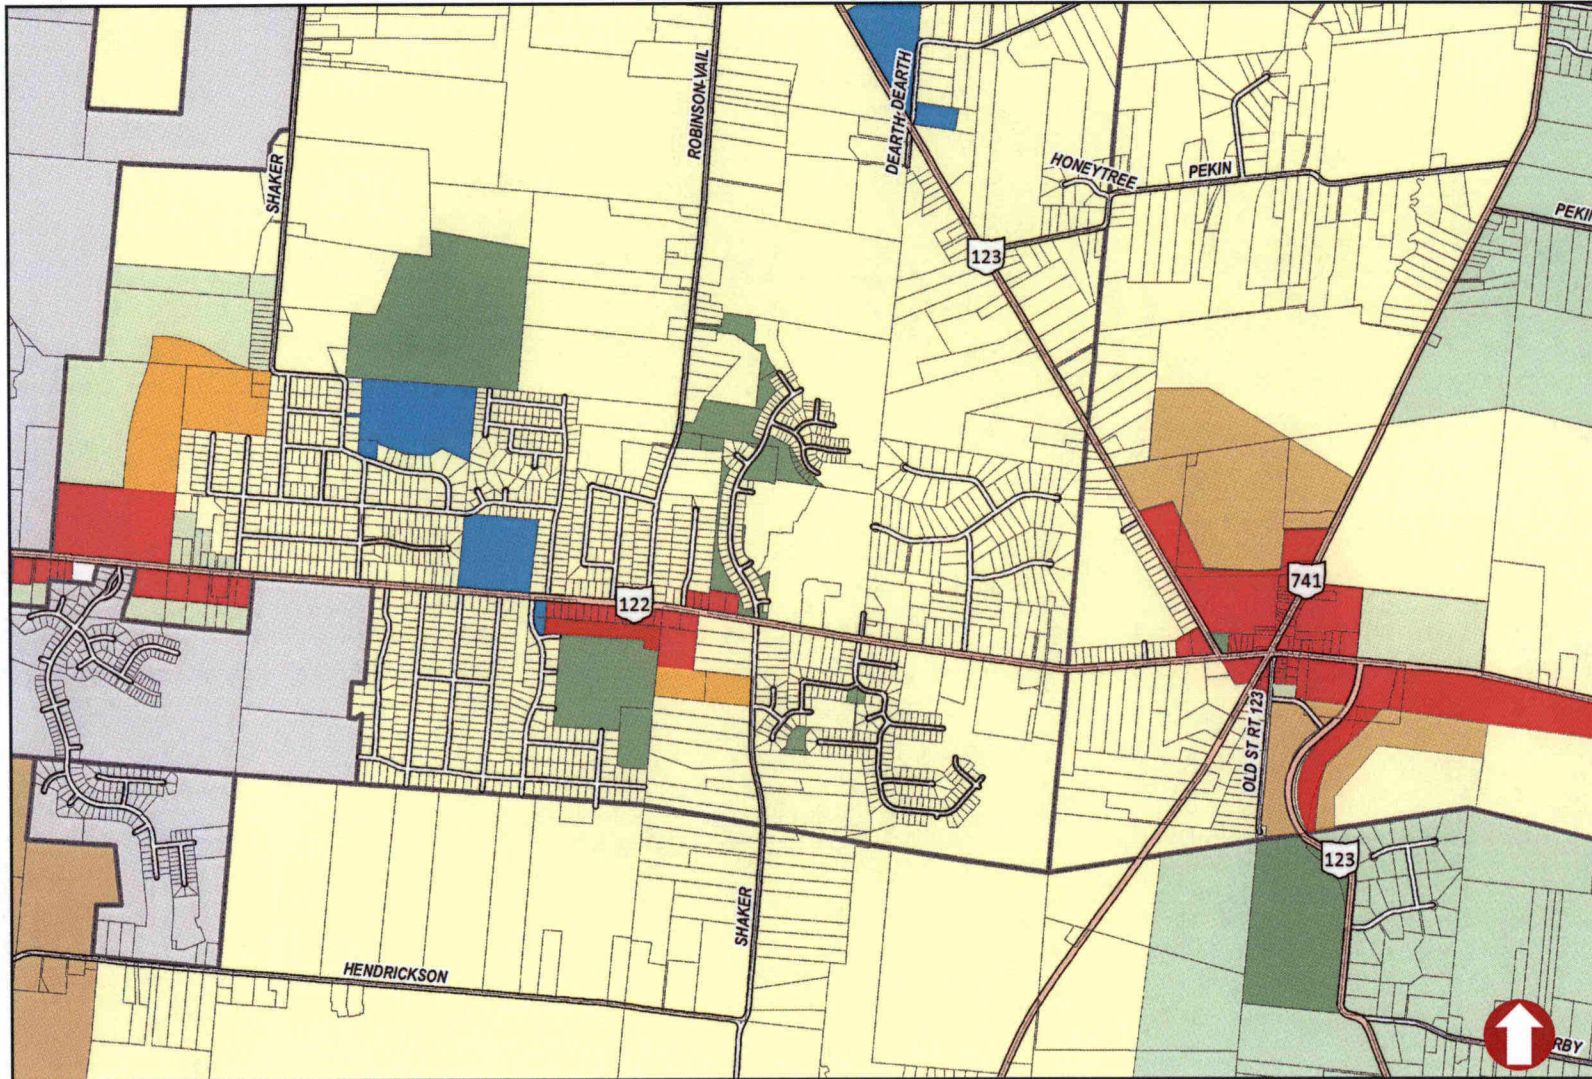 ROBINSON-VAIL
DEARTH
DEARTH
SHAKER
HONEYTREE
PEKIN
PEKI
123
741
122
OLD ST RT 123
123
SHAKER
HENDRICKSON
RBY